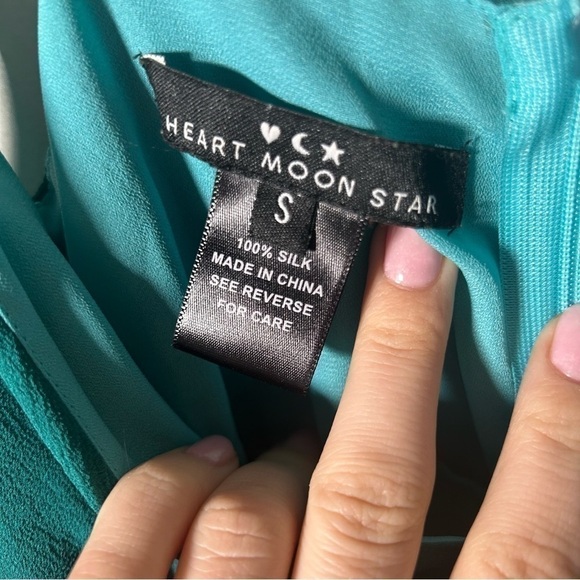 HEART MOON STAR
S
100% SILK
MADE IN CHINA
SEE REVERSE
FOR CARE